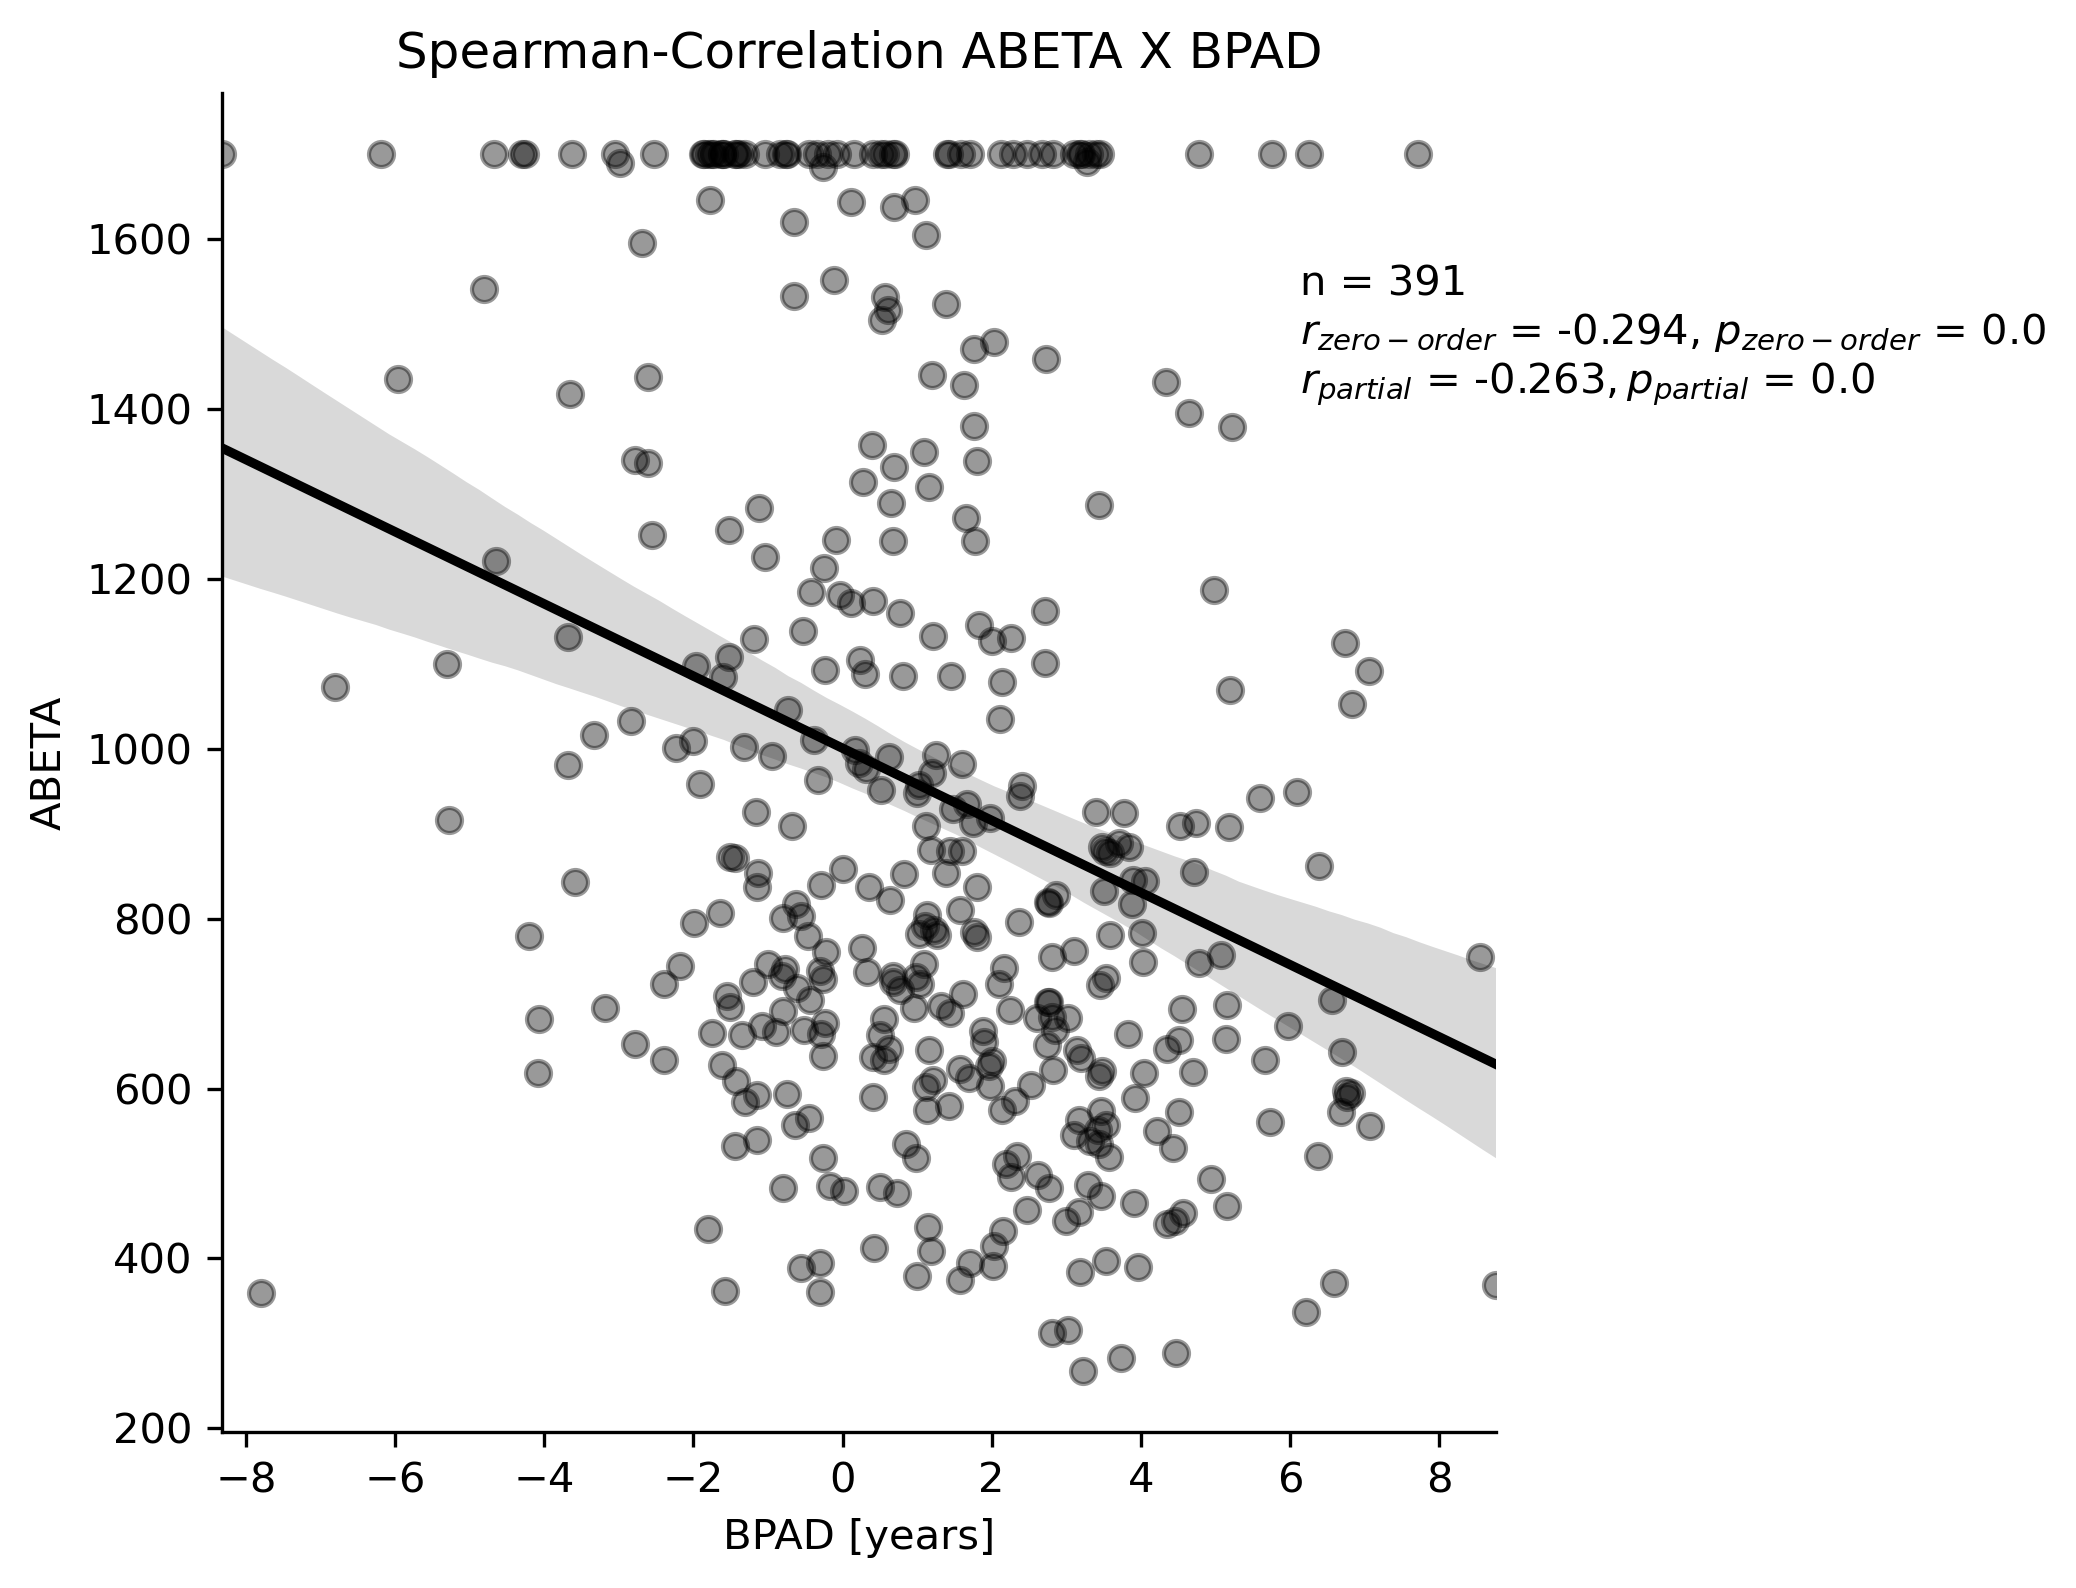 Spearman-Correlation ABETA X BPAD
n = 391
r_zero−order = -0.294, p_zero−order = 0.0
r_partial = -0.263, p_partial = 0.0
1600
1400
1200
1000
800
600
400
200
ABETA
−8 −6 −4 −2 0 2 4 6 8
BPAD [years]